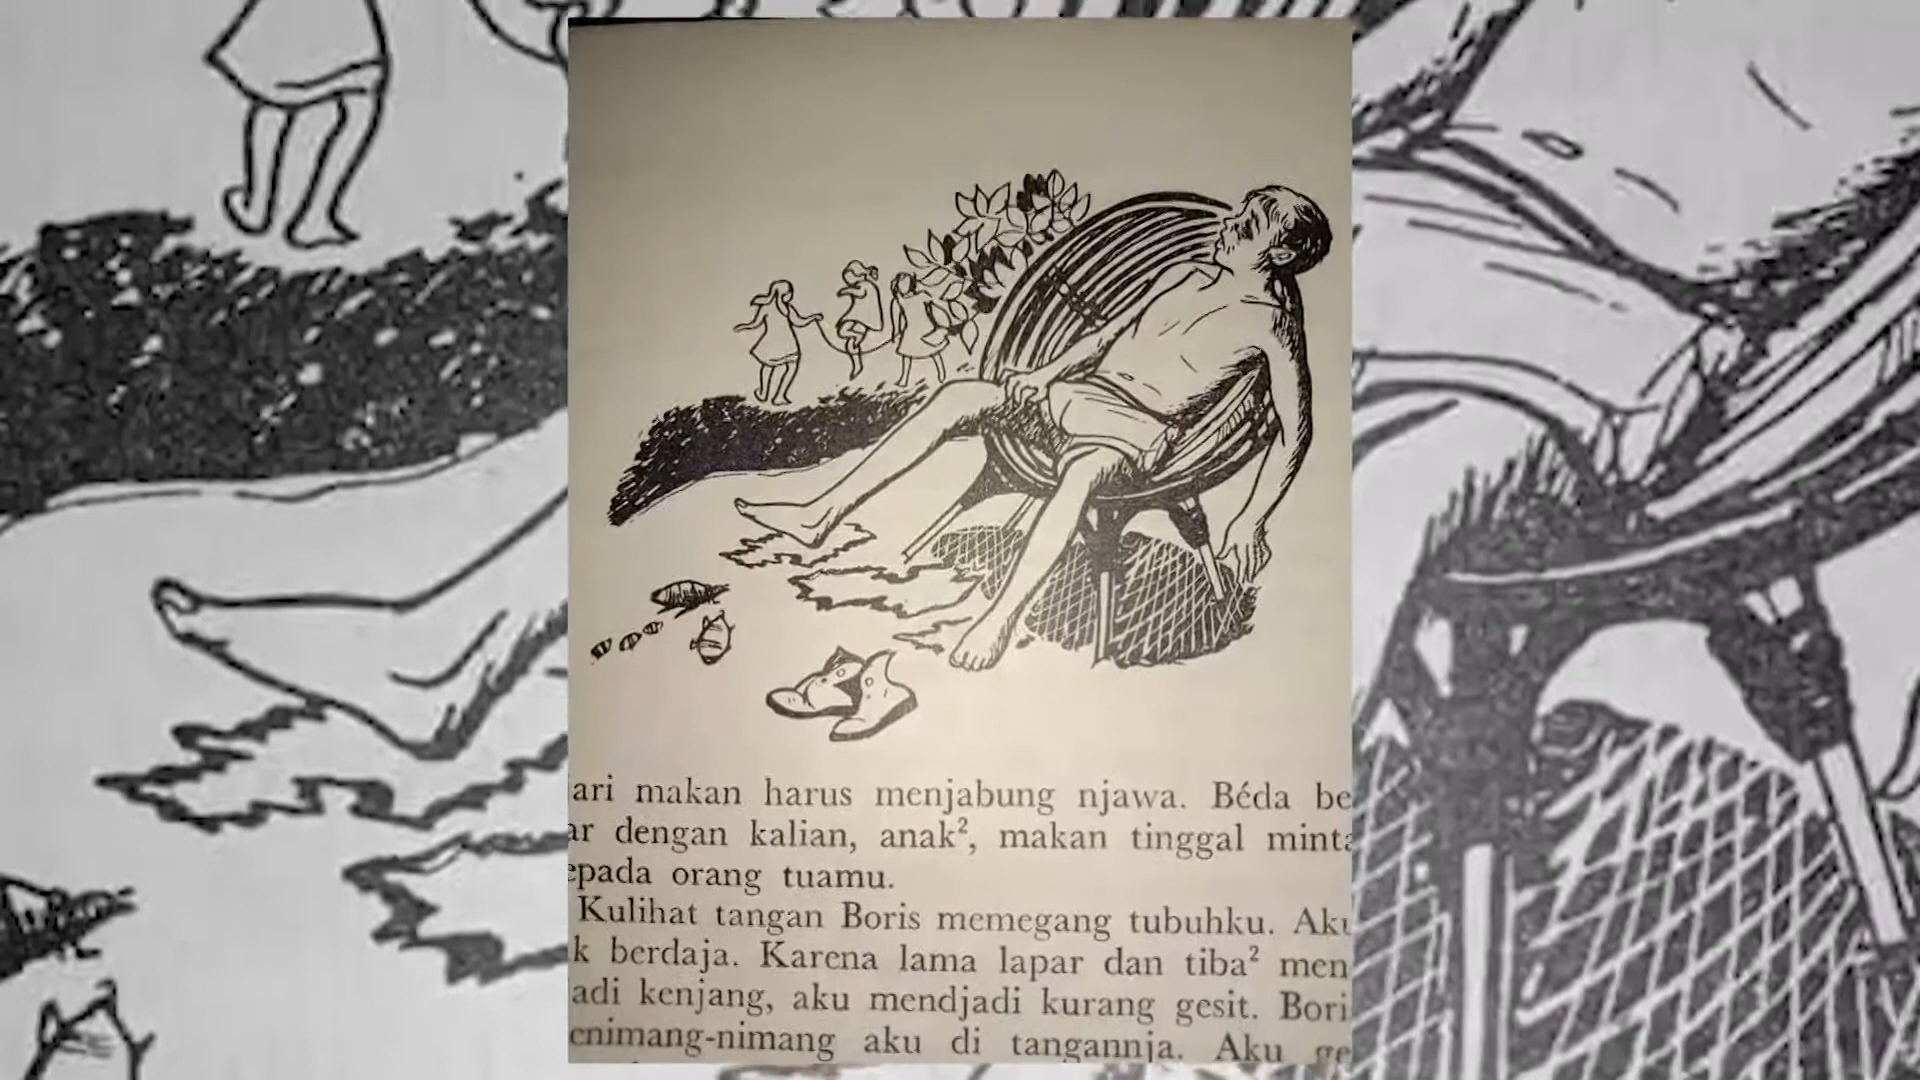 ari makan harus menjabung njawa. Béda be
ar dengan kalian, anak², makan tinggal minta
epada orang tuamu.
Kulihat tangan Boris memegang tubuhku. Aku
k berdaja. Karena lama lapar dan tiba² men
adi kenjang, aku mendjadi kurang gesit. Bori
enimang-nimang aku di tangannja. Aku ge